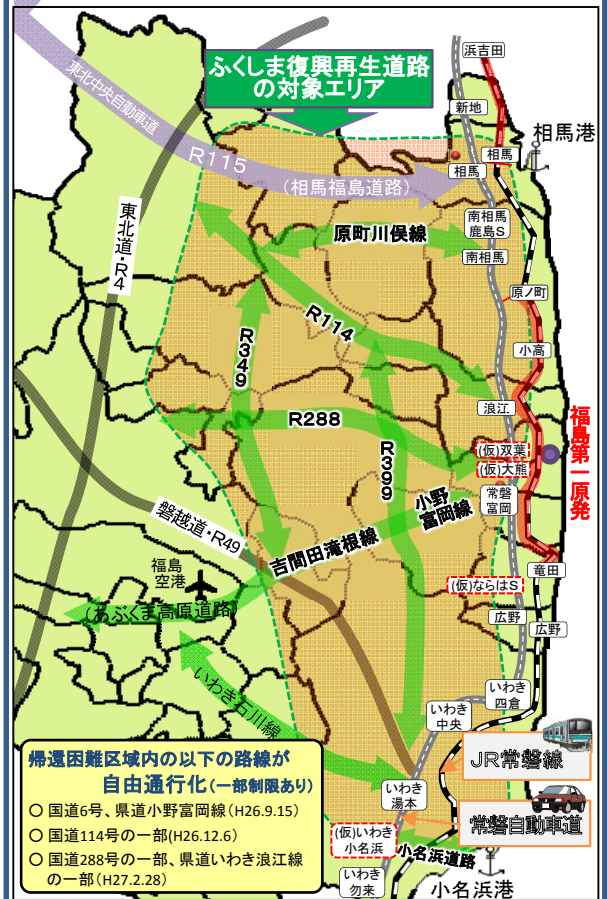 浜吉田
ふくしま復興再生道路
の対象エリア
東北中央自動車道
新地
相馬港
R115
(相馬福島道路)
相馬
相馬
東北道・R4
原町川俣線
南相馬
鹿島S
南相馬
原ノ町
R114
R349
小高
浪江
R288
R399
福島第一原発
(仮)双葉
(仮)大熊
常磐
富岡
小野
富岡線
磐越道・R49
吉間田滝根線
竜田
福島
空港
(仮)ならはS
(あぶくま高原道路)
広野
広野
いわき石川線
いわき
四倉
いわき
中央
帰還困難区域内の以下の路線が
自由通行化(一部制限あり)
○ 国道6号、県道小野富岡線(H26.9.15)
○ 国道114号の一部(H26.12.6)
○ 国道288号の一部、県道いわき浪江線
の一部(H27.2.28)
JR常磐線
いわき
湯本
常磐自動車道
(仮)いわき
小名浜
小名浜道路
いわき
勿来
小名浜港